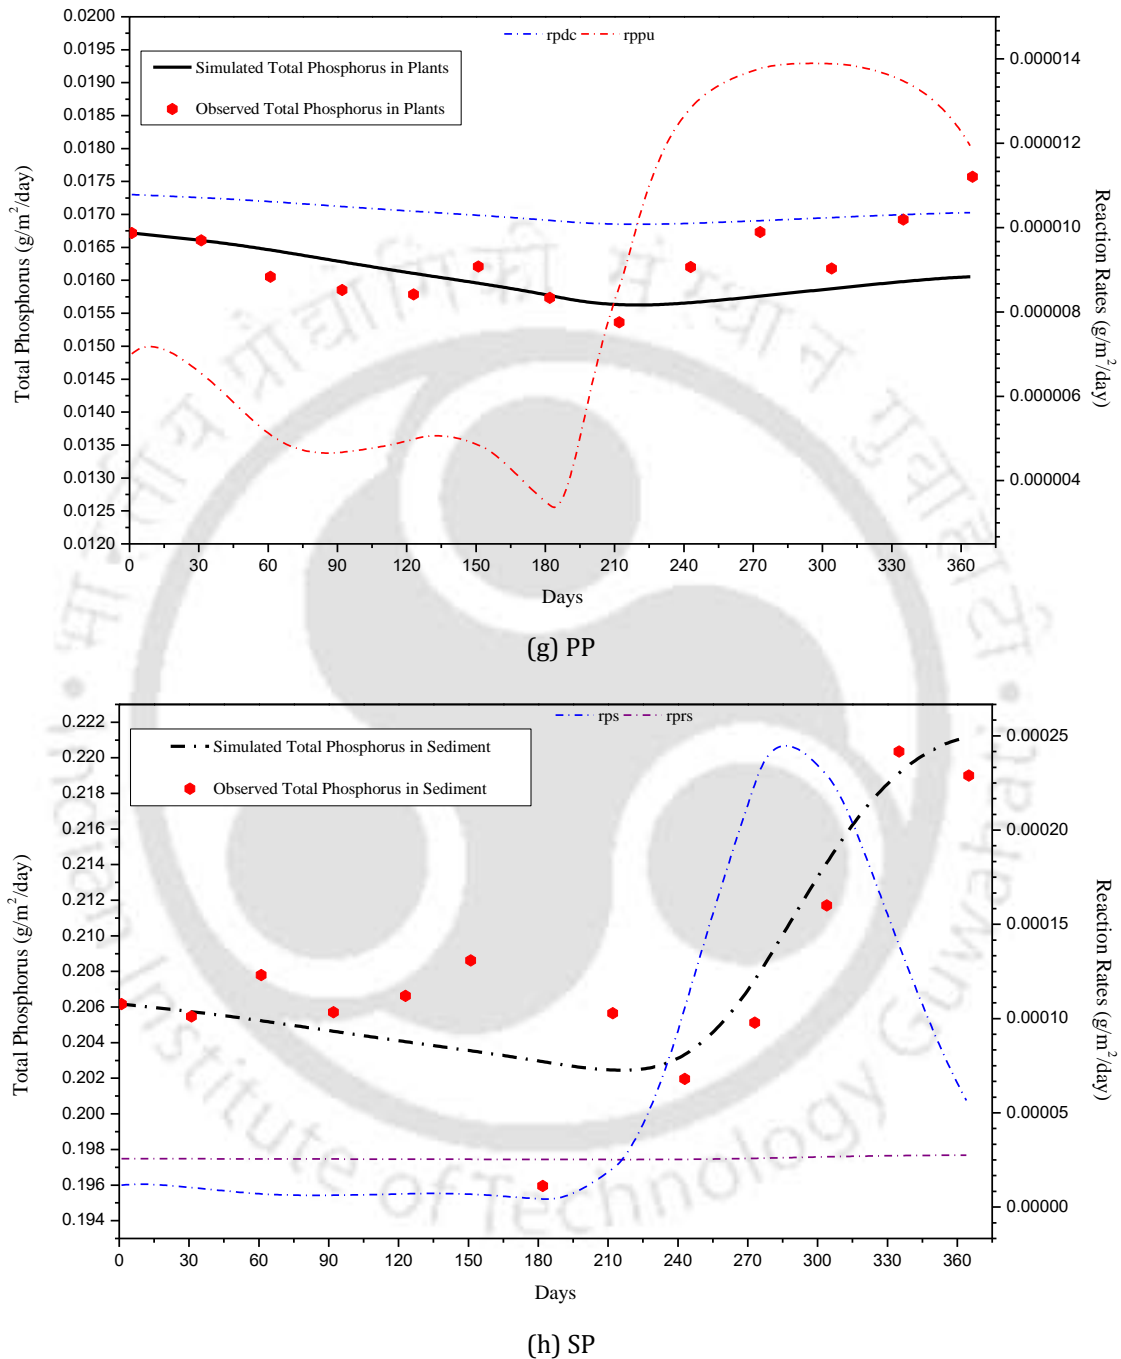 rpdc rppu
Simulated Total Phosphorus in Plants
Observed Total Phosphorus in Plants
Total Phosphorus (g/m²/day)
0.0200
0.0195
0.0190
0.0185
0.0180
0.0175
0.0170
0.0165
0.0160
0.0155
0.0150
0.0145
0.0140
0.0135
0.0130
0.0125
0.0120
0.000014
0.000012
0.000010
0.000008
0.000006
0.000004
Reaction Rates (g/m²/day)
0 30 60 90 120 150 180 210 240 270 300 330 360
Days
(g) PP
rps rprs
Simulated Total Phosphorus in Sediment
Observed Total Phosphorus in Sediment
Total Phosphorus (g/m²/day)
0.222
0.220
0.218
0.216
0.214
0.212
0.210
0.208
0.206
0.204
0.202
0.200
0.198
0.196
0.194
0.00025
0.00020
0.00015
0.00010
0.00005
0.00000
Reaction Rates (g/m²/day)
0 30 60 90 120 150 180 210 240 270 300 330 360
Days
(h) SP
Indian Institute of Technology Guwahati